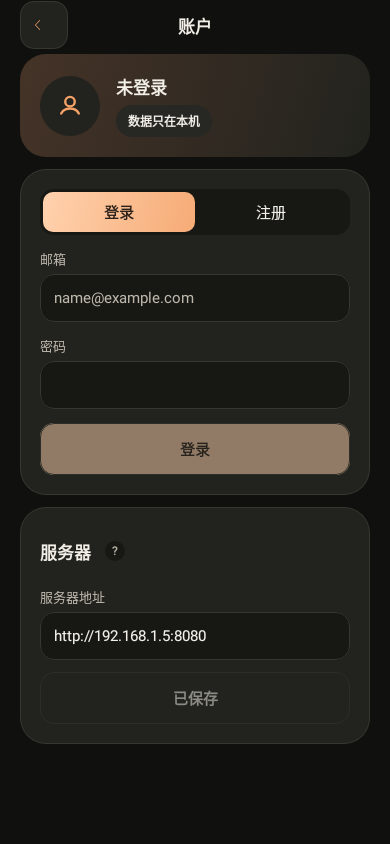 账户
未登录
数据只在本机
登录
注册
邮箱
name@example.com
密码
登录
服务器
?
服务器地址
http://192.168.1.5:8080
已保存